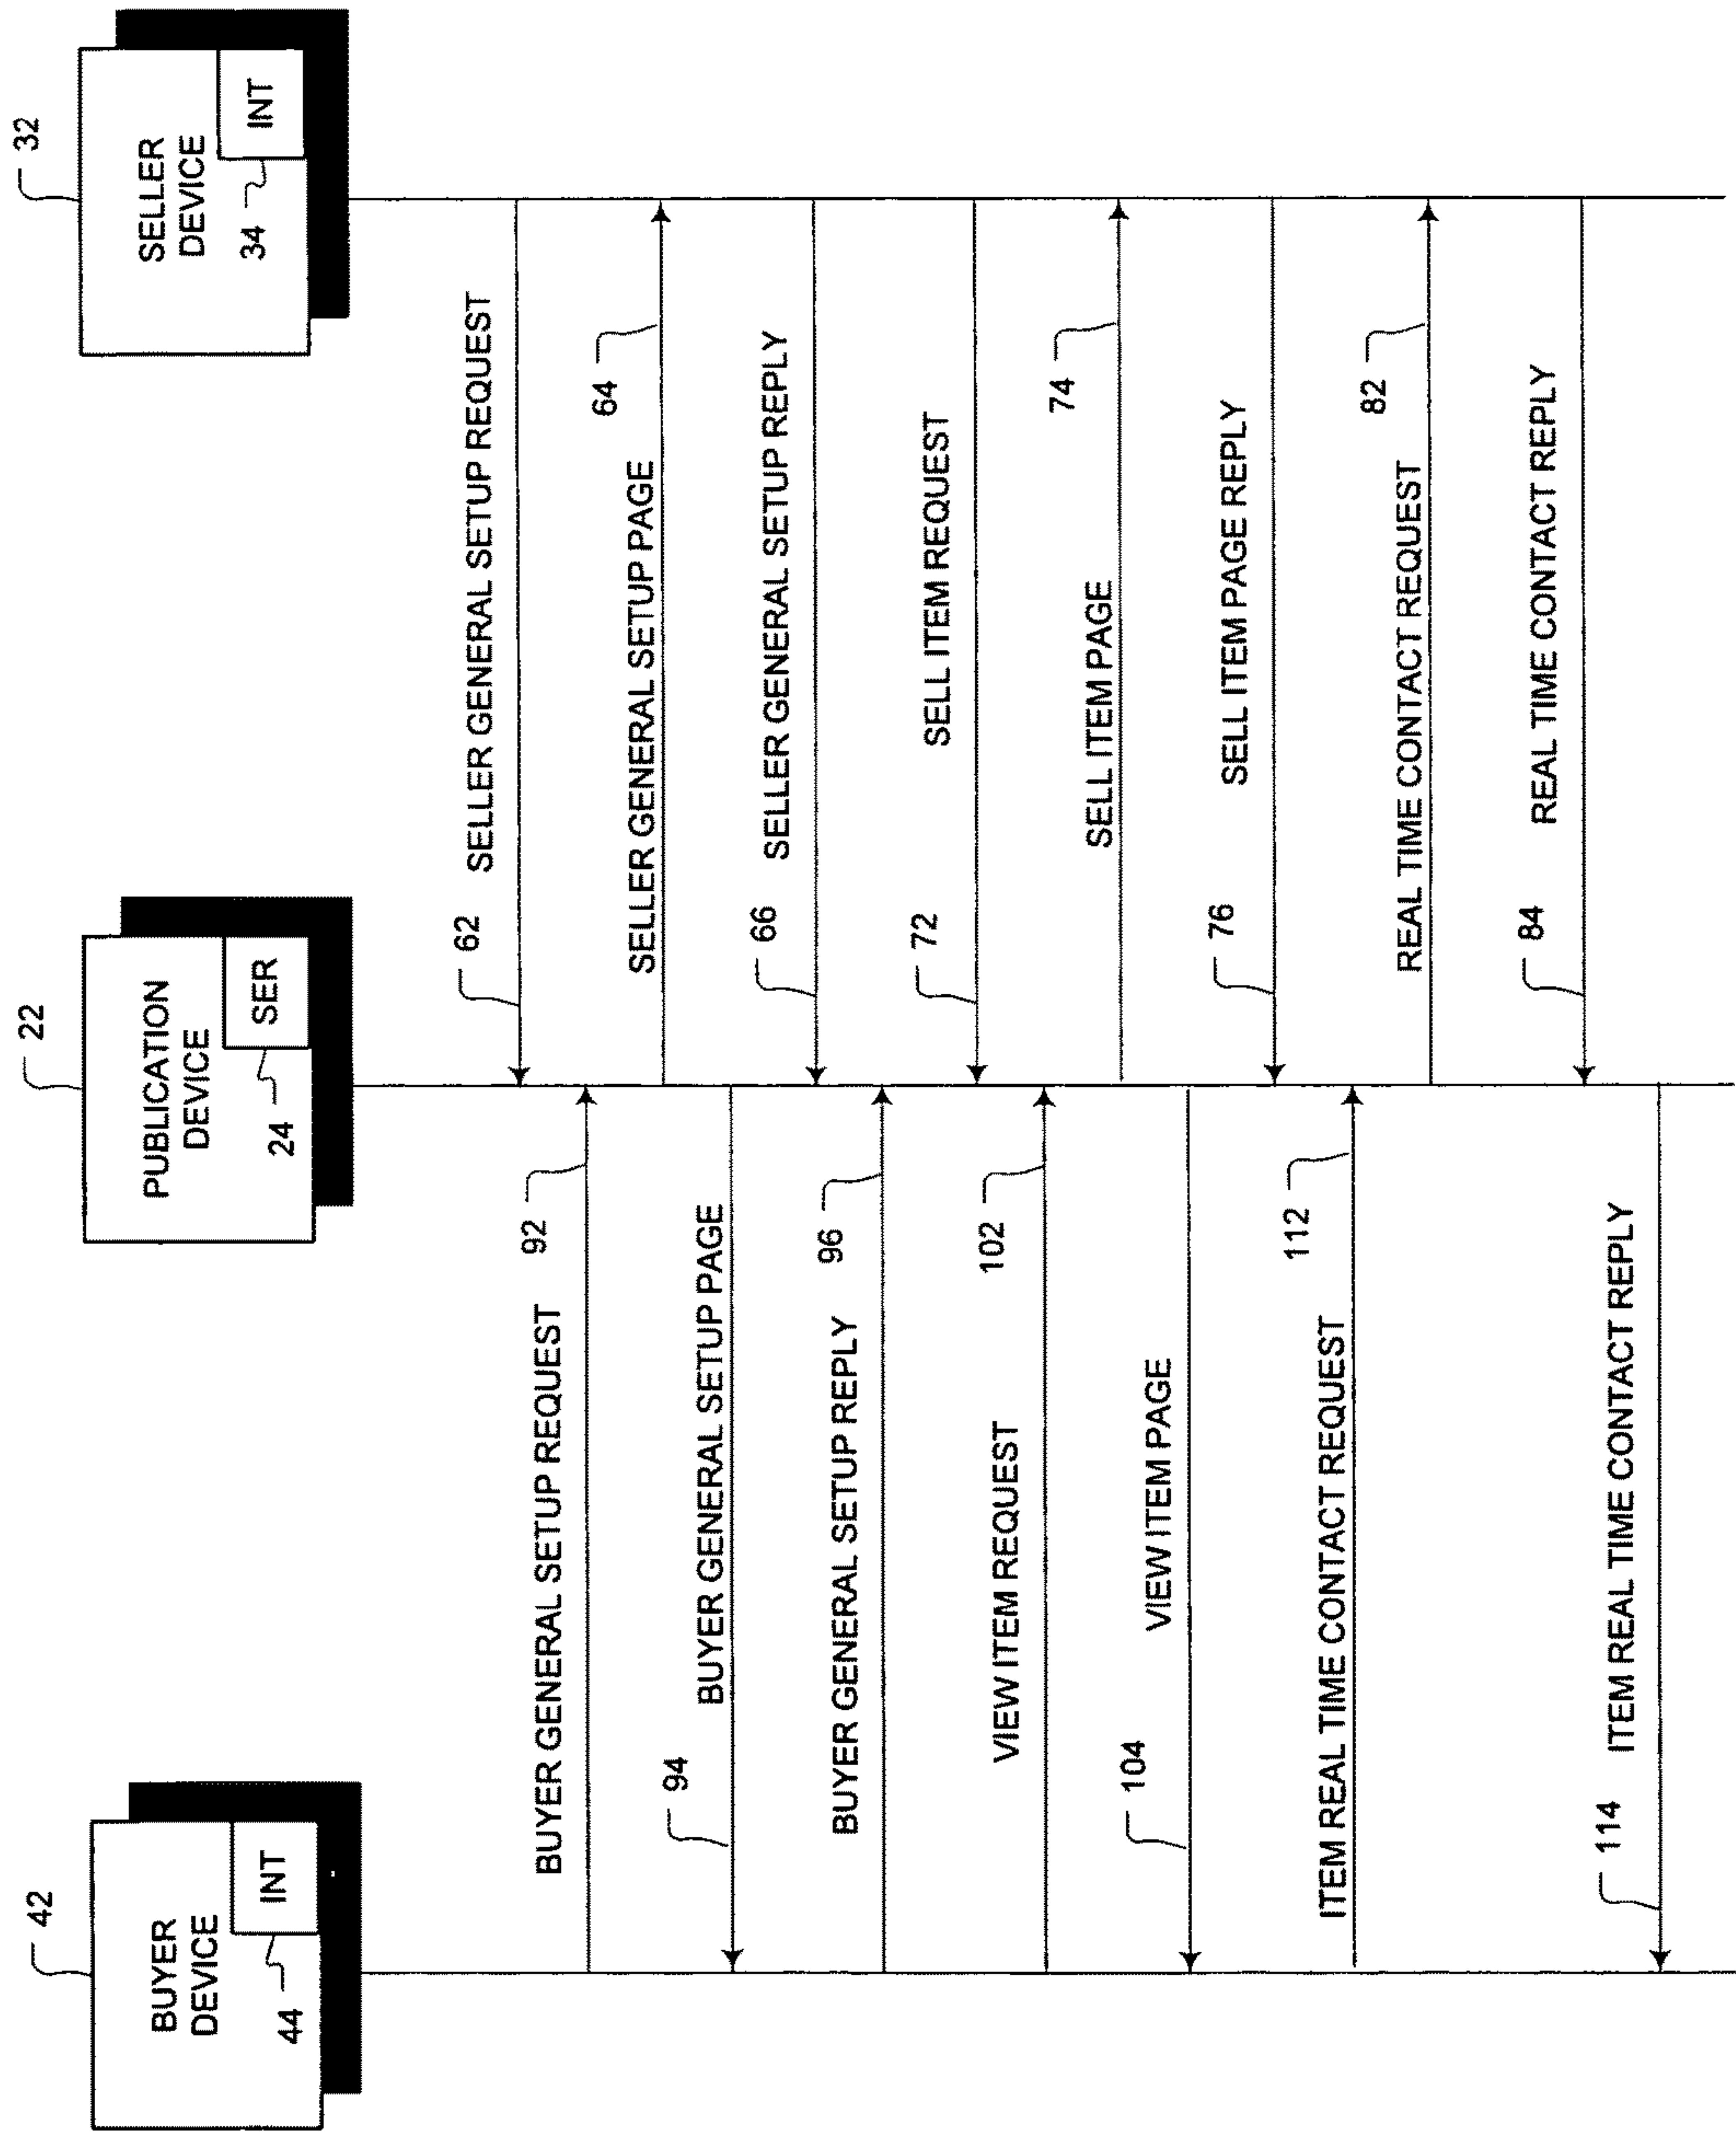 42
BUYER
DEVICE
INT
44
22
PUBLICATION
DEVICE
SER
24
32
SELLER
DEVICE
INT
34
SELLER GENERAL SETUP REQUEST
62
BUYER GENERAL SETUP REQUEST
92
SELLER GENERAL SETUP PAGE
64
BUYER GENERAL SETUP PAGE
94
SELLER GENERAL SETUP REPLY
66
BUYER GENERAL SETUP REPLY
96
SELL ITEM REQUEST
72
VIEW ITEM REQUEST
102
SELL ITEM PAGE
74
VIEW ITEM PAGE
104
SELL ITEM PAGE REPLY
76
ITEM REAL TIME CONTACT REQUEST
112
REAL TIME CONTACT REQUEST
82
REAL TIME CONTACT REPLY
84
ITEM REAL TIME CONTACT REPLY
114